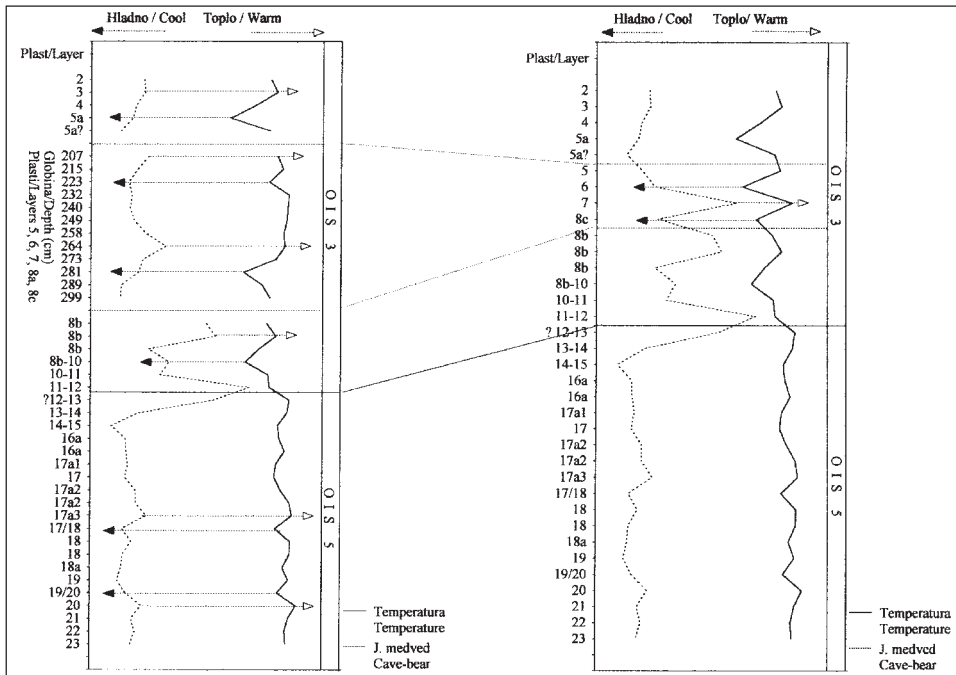 Hladno / Cool Toplo / Warm
Plast/Layer
2
3
4
5a
5a?
Globina/Depth (cm)
Plasti/Layers 5, 6, 7, 8a, 8c
207
215
223
232
240
249
258
264
273
281
289
299
8b
8b
8b
8b-10
10-11
11-12
?12-13
13-14
14-15
16a
16a
17a1
17
17a2
17a2
17a3
17/18
18
18
18a
19
19/20
20
21
22
23
OIS 3
OIS 5
Temperatura
Temperature
J. medved
Cave-bear
Hladno / Cool Toplo/ Warm
Plast/Layer
2
3
4
5a
5a?
5
6
7
8c
8b
8b
8b
8b-10
10-11
11-12
? 12-13
13-14
14-15
16a
16a
17a1
17
17a2
17a2
17a3
17/18
18
18
18a
19
19/20
20
21
22
23
OIS 3
OIS 5
Temperatura
Temperature
J. medved
Cave-bear